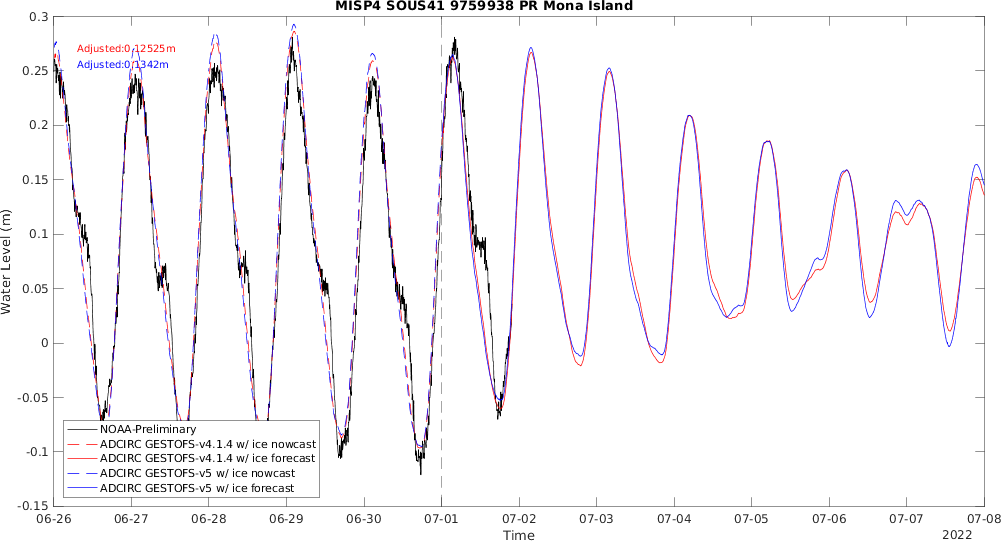 MISP4 SOUS41 9759938 PR Mona Island
0.3
0.25
0.2
0.15
0.1
0.05
0
-0.05
-0.1
-0.15
Water Level (m)
Adjusted:0.12525m
Adjusted:0.1342m
NOAA-Preliminary
ADCIRC GESTOFS-v4.1.4 w/ ice nowcast
ADCIRC GESTOFS-v4.1.4 w/ ice forecast
ADCIRC GESTOFS-v5 w/ ice nowcast
ADCIRC GESTOFS-v5 w/ ice forecast
06-26 06-27 06-28 06-29 06-30 07-01 07-02 07-03 07-04 07-05 07-06 07-07 07-08
Time
2022